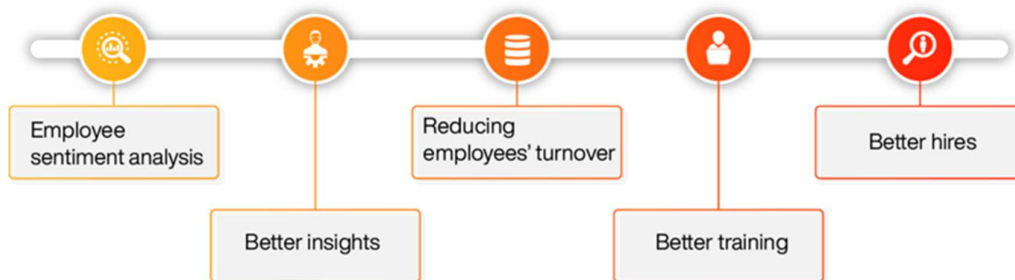 Employee
sentiment analysis
Better insights
Reducing
employees’ turnover
Better training
Better hires